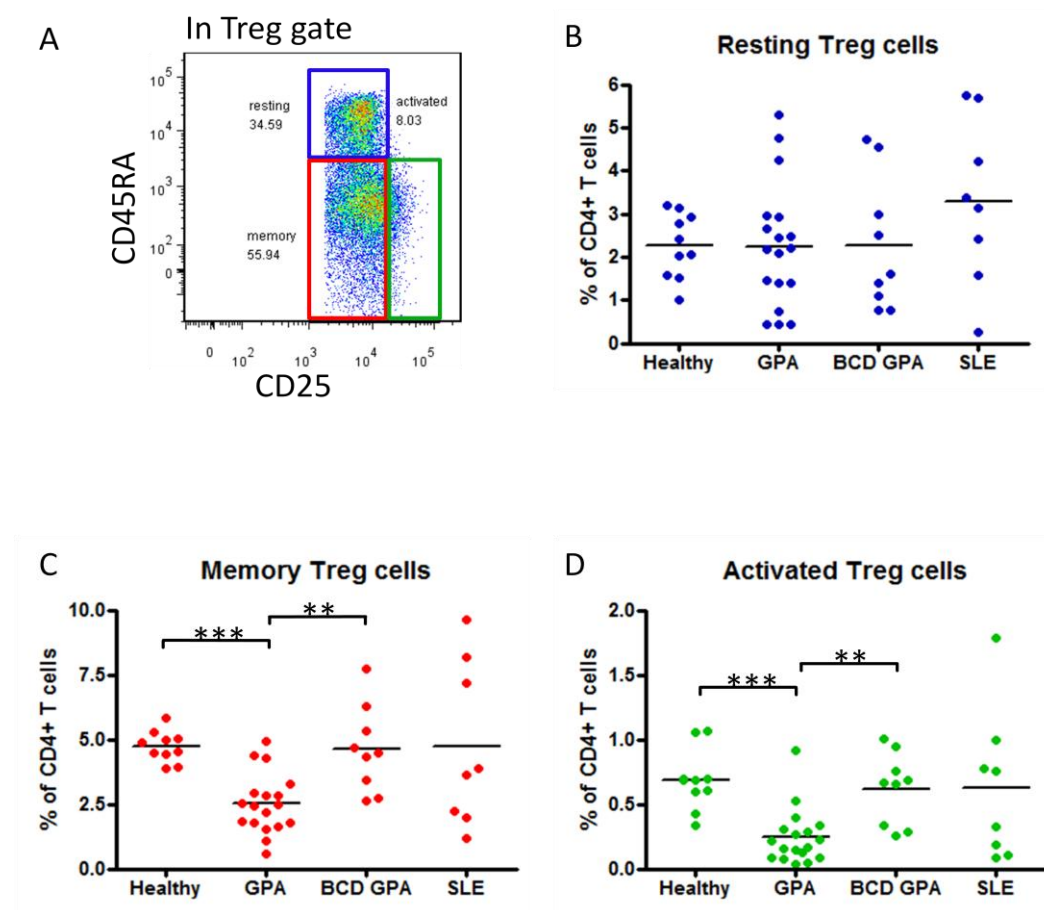 A
In Treg gate
10^5
10^4
10^3
10^2
0
resting
34.59
activated
8.03
memory
55.94
CD45RA
0
10^2
10^3
10^4
10^5
CD25
B
Resting Treg cells
% of CD4+ T cells
6
5
4
3
2
1
0
Healthy
GPA
BCD GPA
SLE
C
Memory Treg cells
% of CD4+ T cells
10.0
7.5
5.0
2.5
0.0
***
**
Healthy
GPA
BCD GPA
SLE
D
Activated Treg cells
% of CD4+ T cells
2.0
1.5
1.0
0.5
0.0
***
**
Healthy
GPA
BCD GPA
SLE